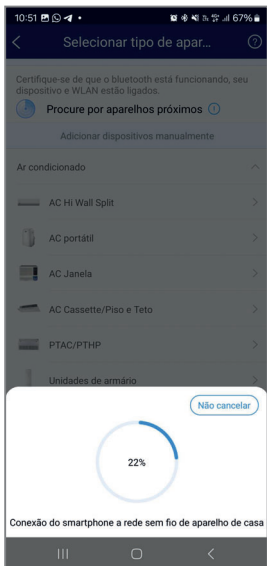 10:51
67%
Selecionar tipo de apar...
Certifique-se de que o bluetooth está funcionando, seu
dispositivo e WLAN estão ligados.
Procure por aparelhos próximos
Adicionar dispositivos manualmente
Ar condicionado
AC Hi Wall Split
AC portátil
AC Janela
AC Cassette/Piso e Teto
PTAC/PTHP
Unidades de armário
Não cancelar
22%
Conexão do smartphone a rede sem fio de aparelho de casa